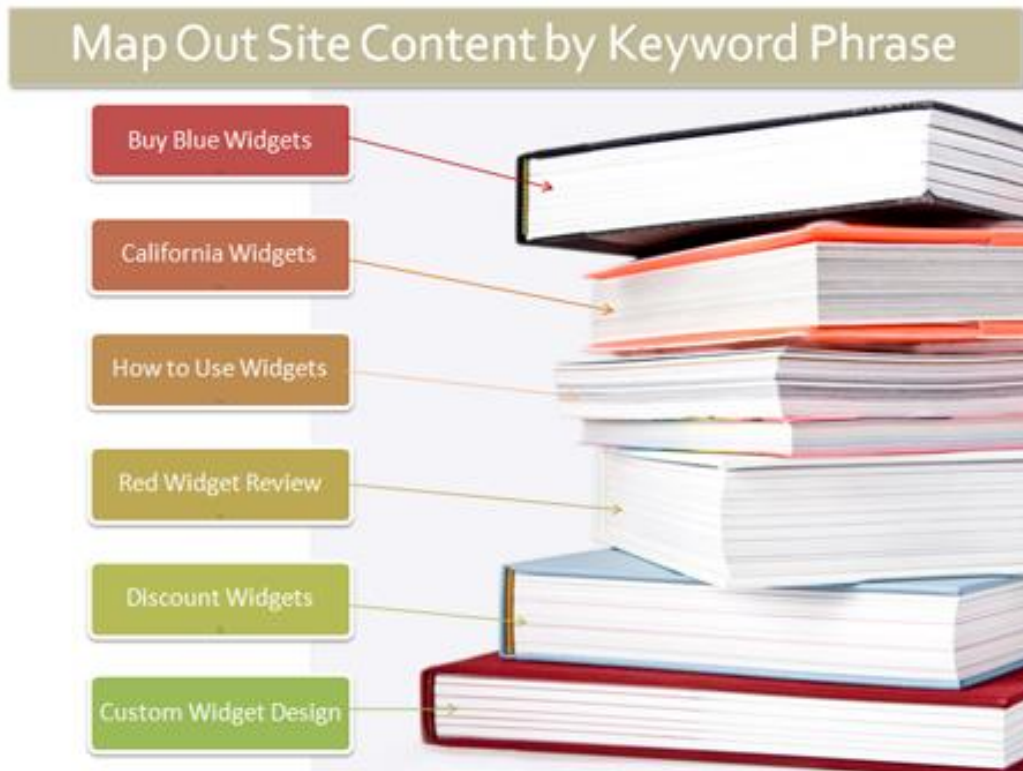 Map Out Site Content by Keyword Phrase
Buy Blue Widgets
California Widgets
How to Use Widgets
Red Widget Review
Discount Widgets
Custom Widget Design